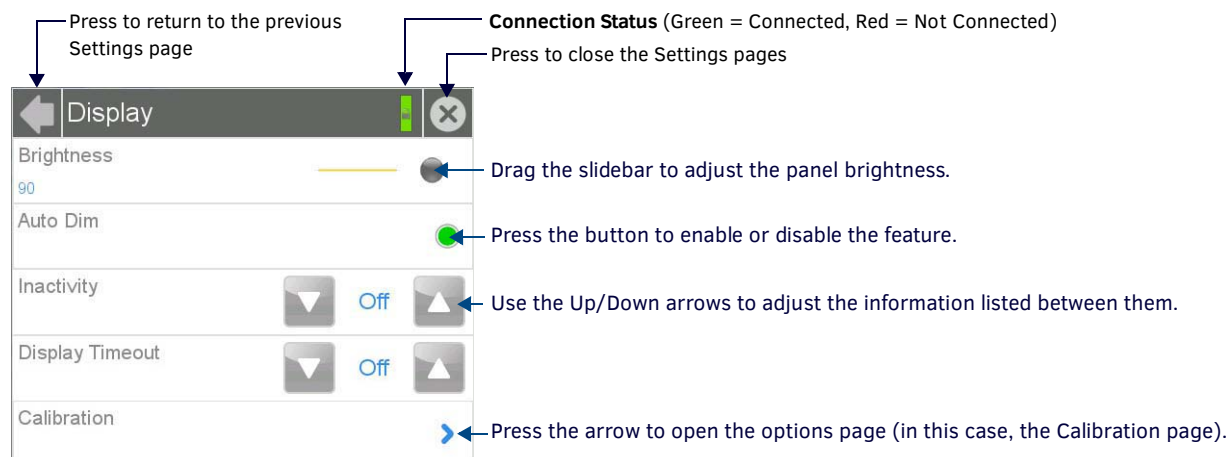 Press to return to the previous
Settings page
Connection Status (Green = Connected, Red = Not Connected)
Press to close the Settings pages
Display
Brightness
90
Drag the slidebar to adjust the panel brightness.
Auto Dim
Press the button to enable or disable the feature.
Inactivity
Off
Use the Up/Down arrows to adjust the information listed between them.
Display Timeout
Off
Calibration
Press the arrow to open the options page (in this case, the Calibration page).